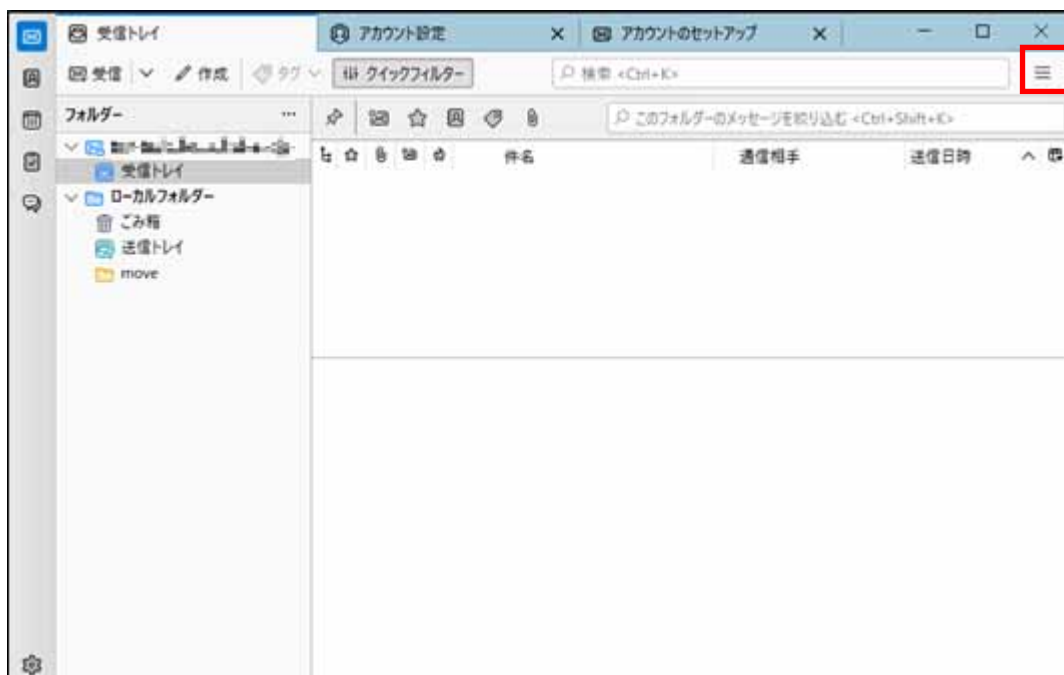 受信トレイ
アカウント設定
アカウントのセットアップ
受信
作成
タグ
クイックフィルター
検索 <Ctrl+K>
フォルダー
このフォルダーのメッセージを絞り込む <Ctrl+Shift+K>
件名
通信相手
送信日時
受信トレイ
ローカルフォルダー
ごみ箱
送信トレイ
move